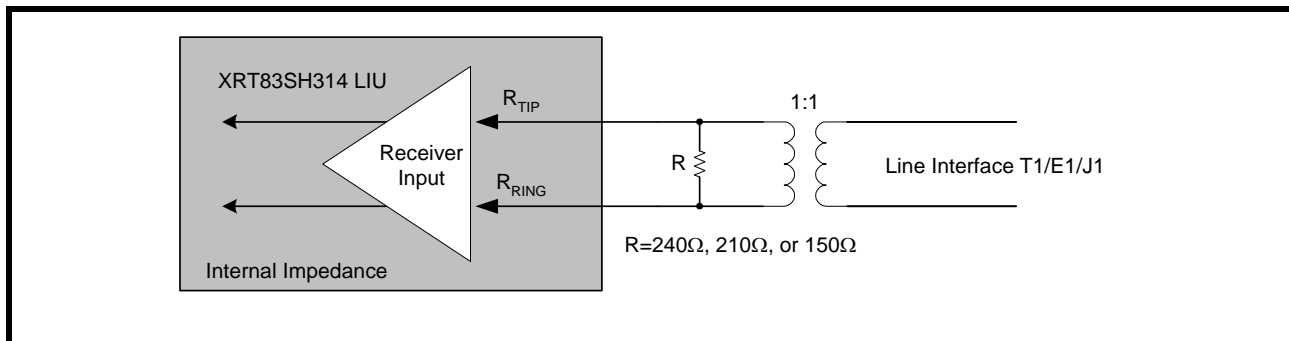 XRT83SH314 LIU
R_TIP
1:1
Receiver
Input
R
Line Interface T1/E1/J1
R_RING
R=240Ω, 210Ω, or 150Ω
Internal Impedance